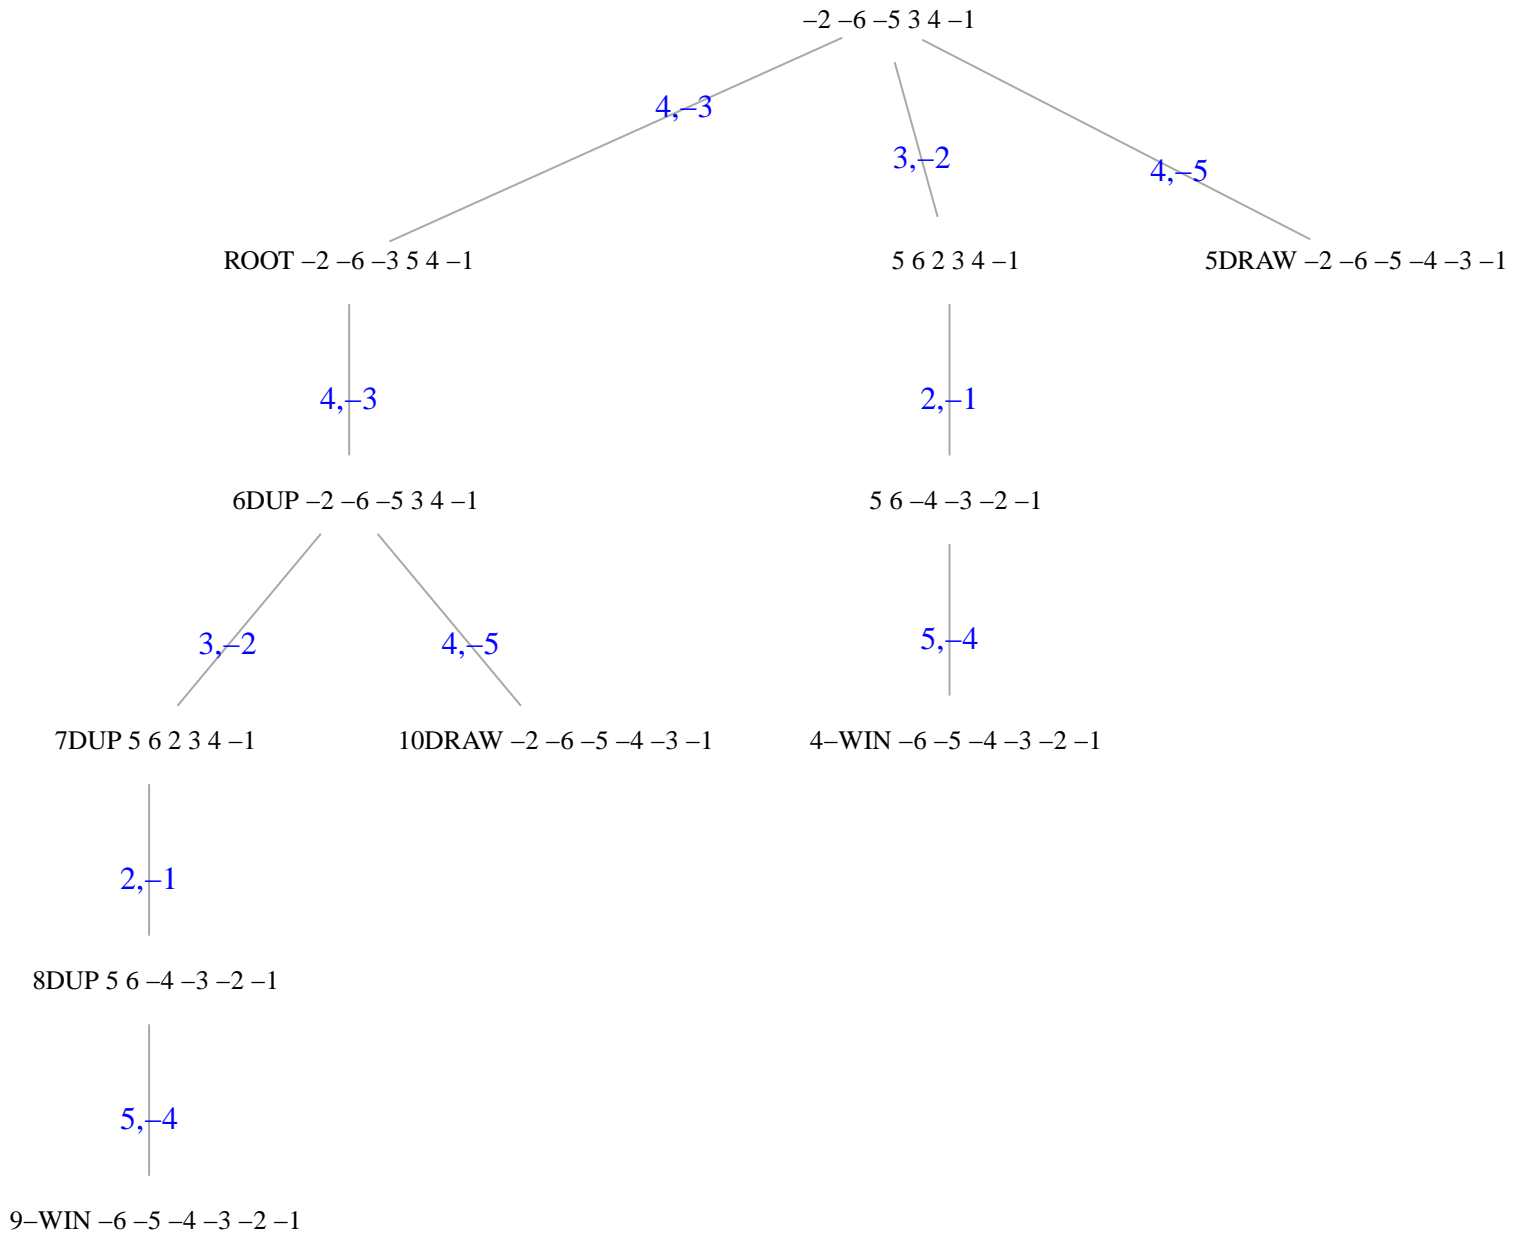 –2 –6 –5 3 4 –1
4,–3
3,–2
4,–5
ROOT –2 –6 –3 5 4 –1
5 6 2 3 4 –1
5DRAW –2 –6 –5 –4 –3 –1
4,–3
2,–1
6DUP –2 –6 –5 3 4 –1
5 6 –4 –3 –2 –1
3,–2
4,–5
5,–4
7DUP 5 6 2 3 4 –1
10DRAW –2 –6 –5 –4 –3 –1
4–WIN –6 –5 –4 –3 –2 –1
2,–1
8DUP 5 6 –4 –3 –2 –1
5,–4
9–WIN –6 –5 –4 –3 –2 –1